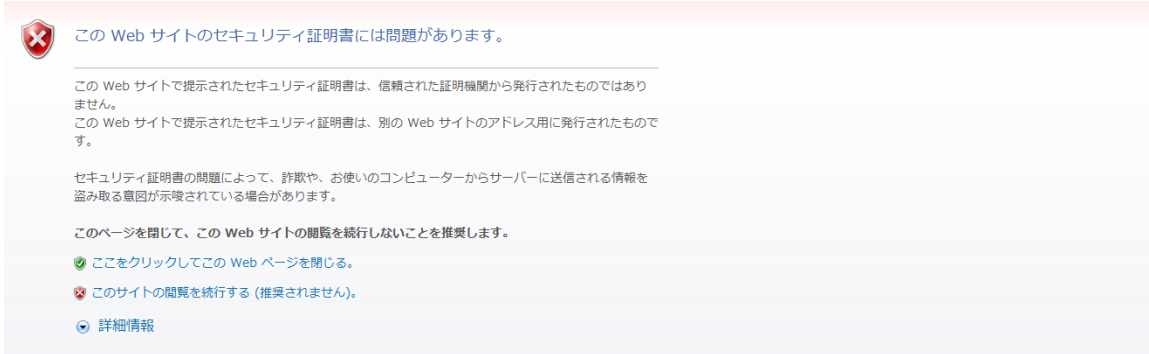 この Web サイトのセキュリティ証明書には問題があります。
この Web サイトで提示されたセキュリティ証明書は、信頼された証明機関から発行されたものではあり
ません。
この Web サイトで提示されたセキュリティ証明書は、別の Web サイトのアドレス用に発行されたもので
す。
セキュリティ証明書の問題によって、詐欺や、お使いのコンピューターからサーバーに送信される情報を
盗み取る意図が示唆されている場合があります。
このページを閉じて、この Web サイトの閲覧を続行しないことを推奨します。
ここをクリックしてこの Web ページを閉じる。
このサイトの閲覧を続行する (推奨されません)。
詳細情報